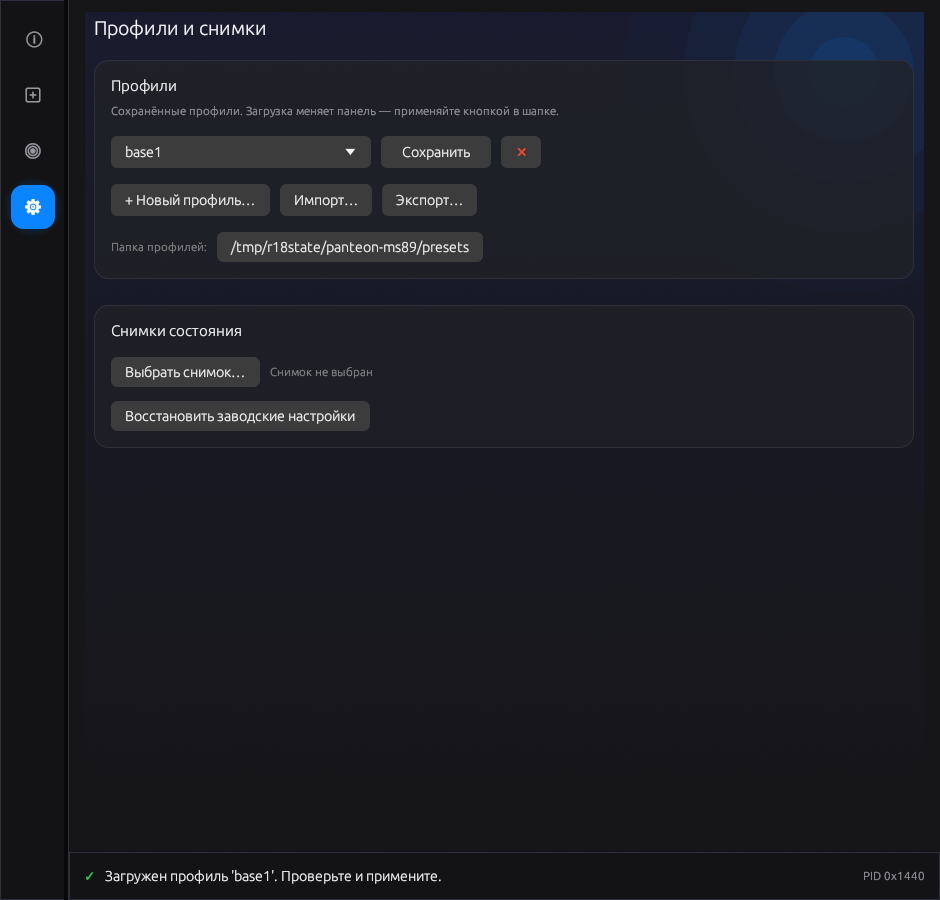 Профили и снимки
Профили
Сохранённые профили. Загрузка меняет панель — применяйте кнопкой в шапке.
base1 Сохранить ×
+ Новый профиль... Импорт... Экспорт...
Папка профилей: /tmp/r18state/panteon-ms89/presets
Снимки состояния
Выбрать снимок... Снимок не выбран
Восстановить заводские настройки
✓ Загружен профиль 'base1'. Проверьте и примените. PID 0x1440